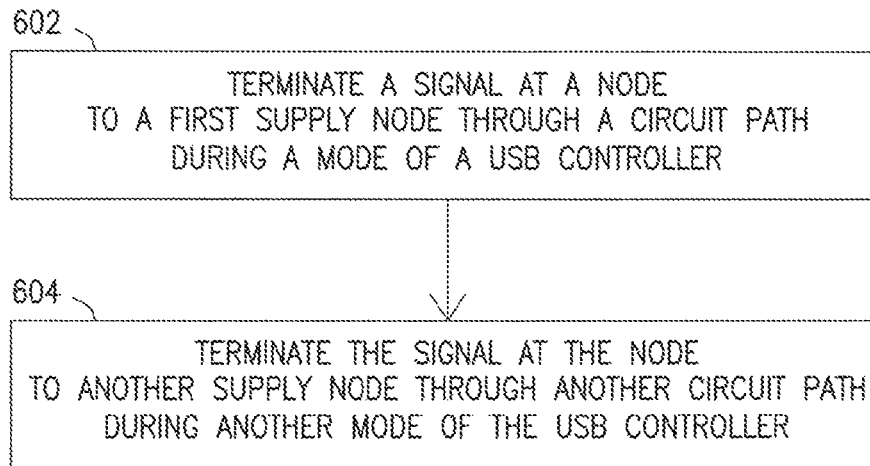 602
TERMINATE A SIGNAL AT A NODE
TO A FIRST SUPPLY NODE THROUGH A CIRCUIT PATH
DURING A MODE OF A USB CONTROLLER
604
TERMINATE THE SIGNAL AT THE NODE
TO ANOTHER SUPPLY NODE THROUGH ANOTHER CIRCUIT PATH
DURING ANOTHER MODE OF THE USB CONTROLLER